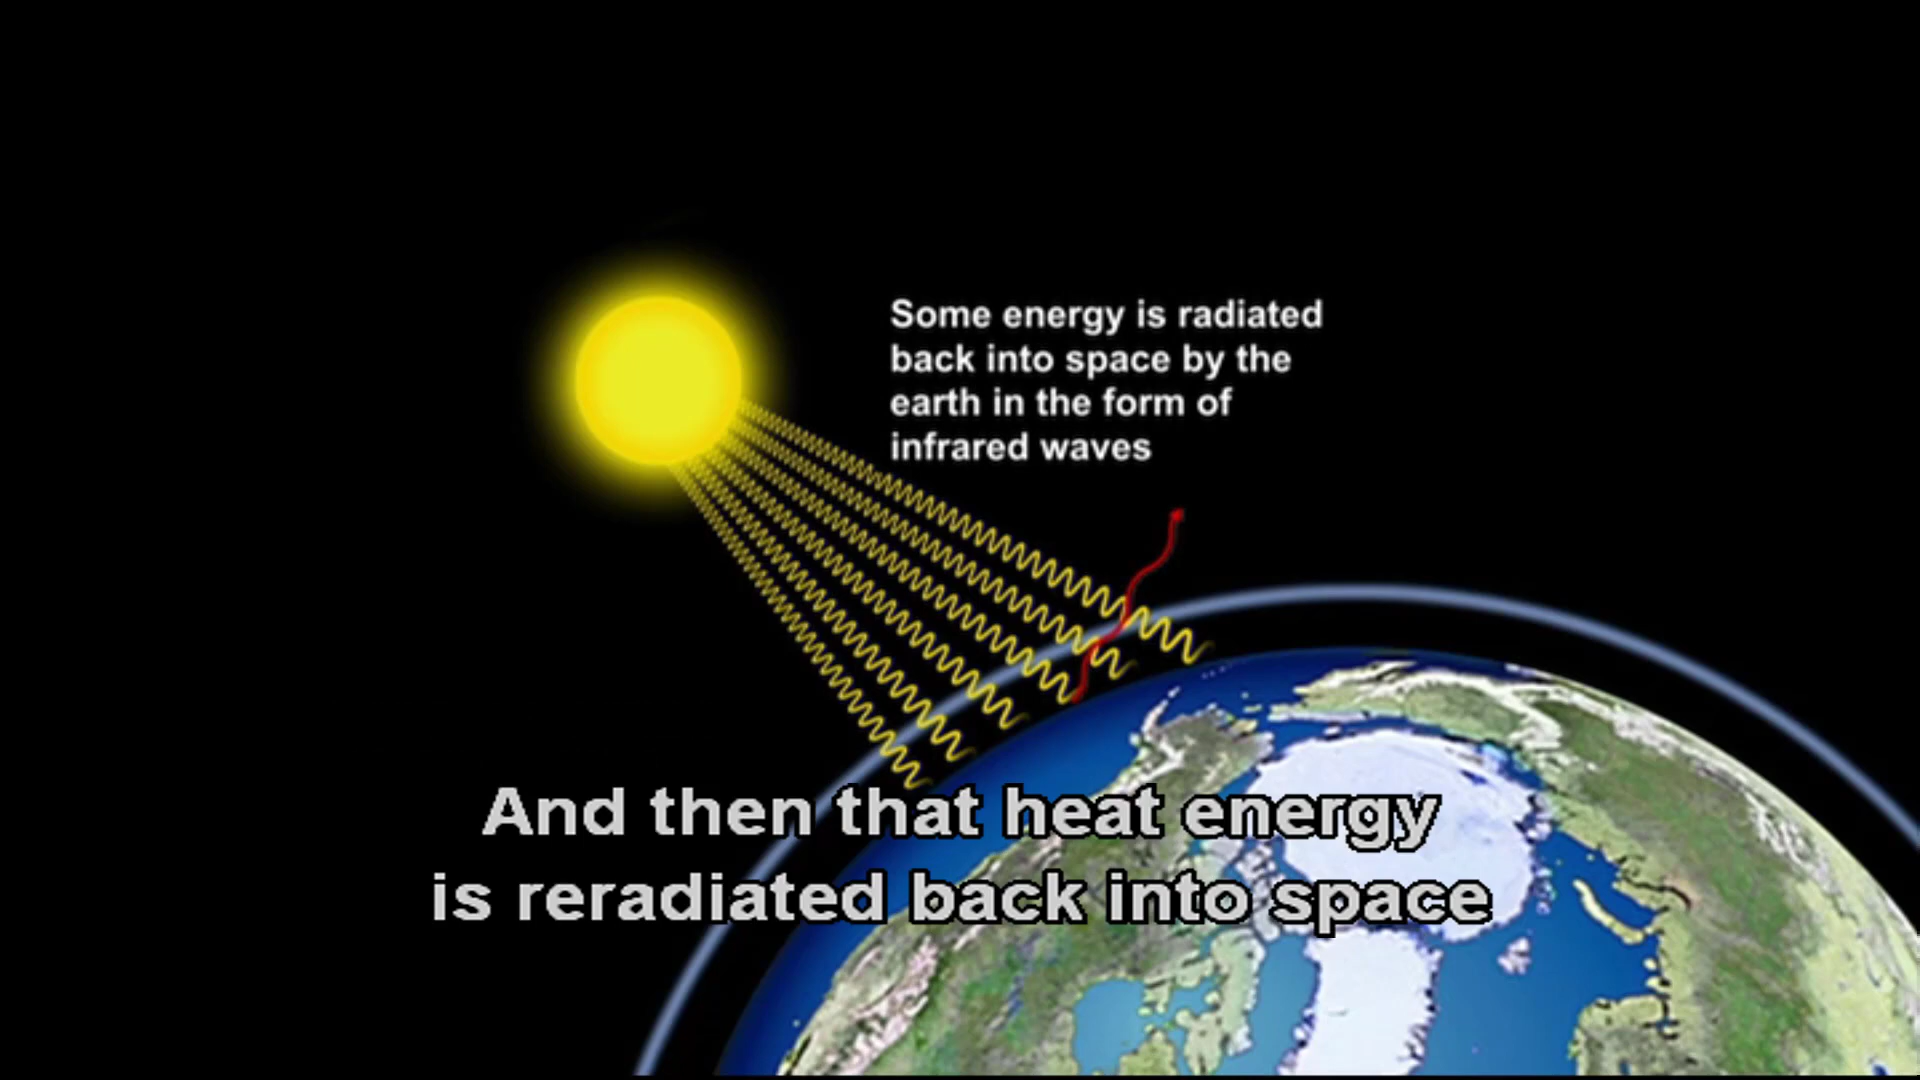 Some energy is radiated
back into space by the
earth in the form of
infrared waves
And then that heat energy
is reradiated back into space